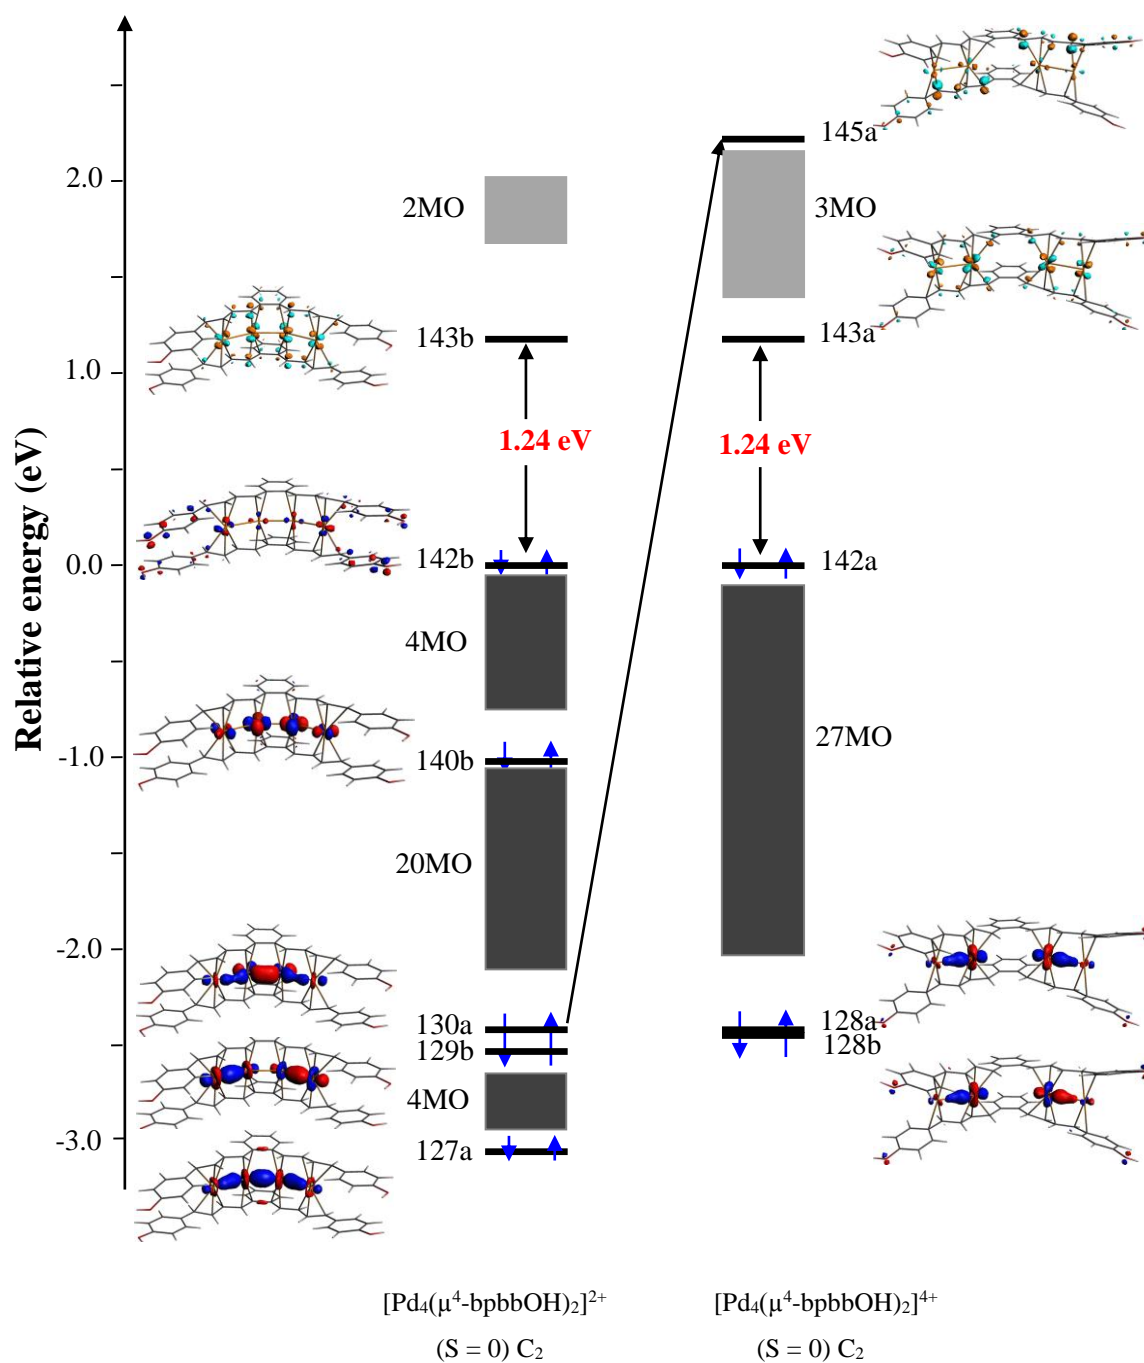 145a
2.0
2MO
3MO
143b
143a
1.0
1.24 eV
1.24 eV
Relative energy (eV)
142b
142a
0.0
4MO
27MO
140b
-1.0
20MO
-2.0
130a
128a
129b
128b
4MO
-3.0
127a
[Pd₄(μ⁴-bpbbOH)₂]²⁺
[Pd₄(μ⁴-bpbbOH)₂]⁴⁺
(S = 0) C₂
(S = 0) C₂